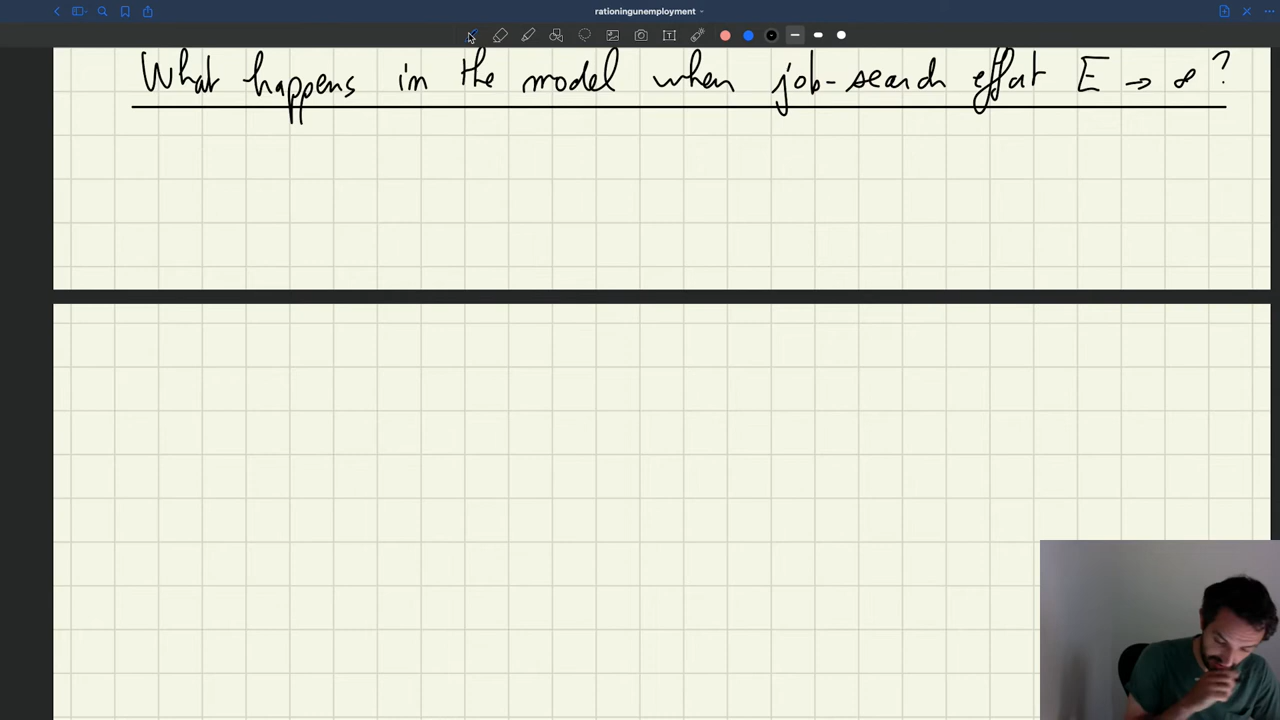 rationingunemployment
What happens in the model when job-search effort E → ∞ ?